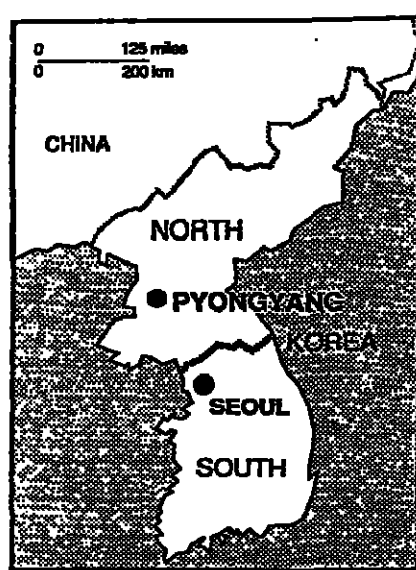 0 125 miles
0 200 km
CHINA
NORTH
PYONGYANG
KOREA
SEOUL
SOUTH